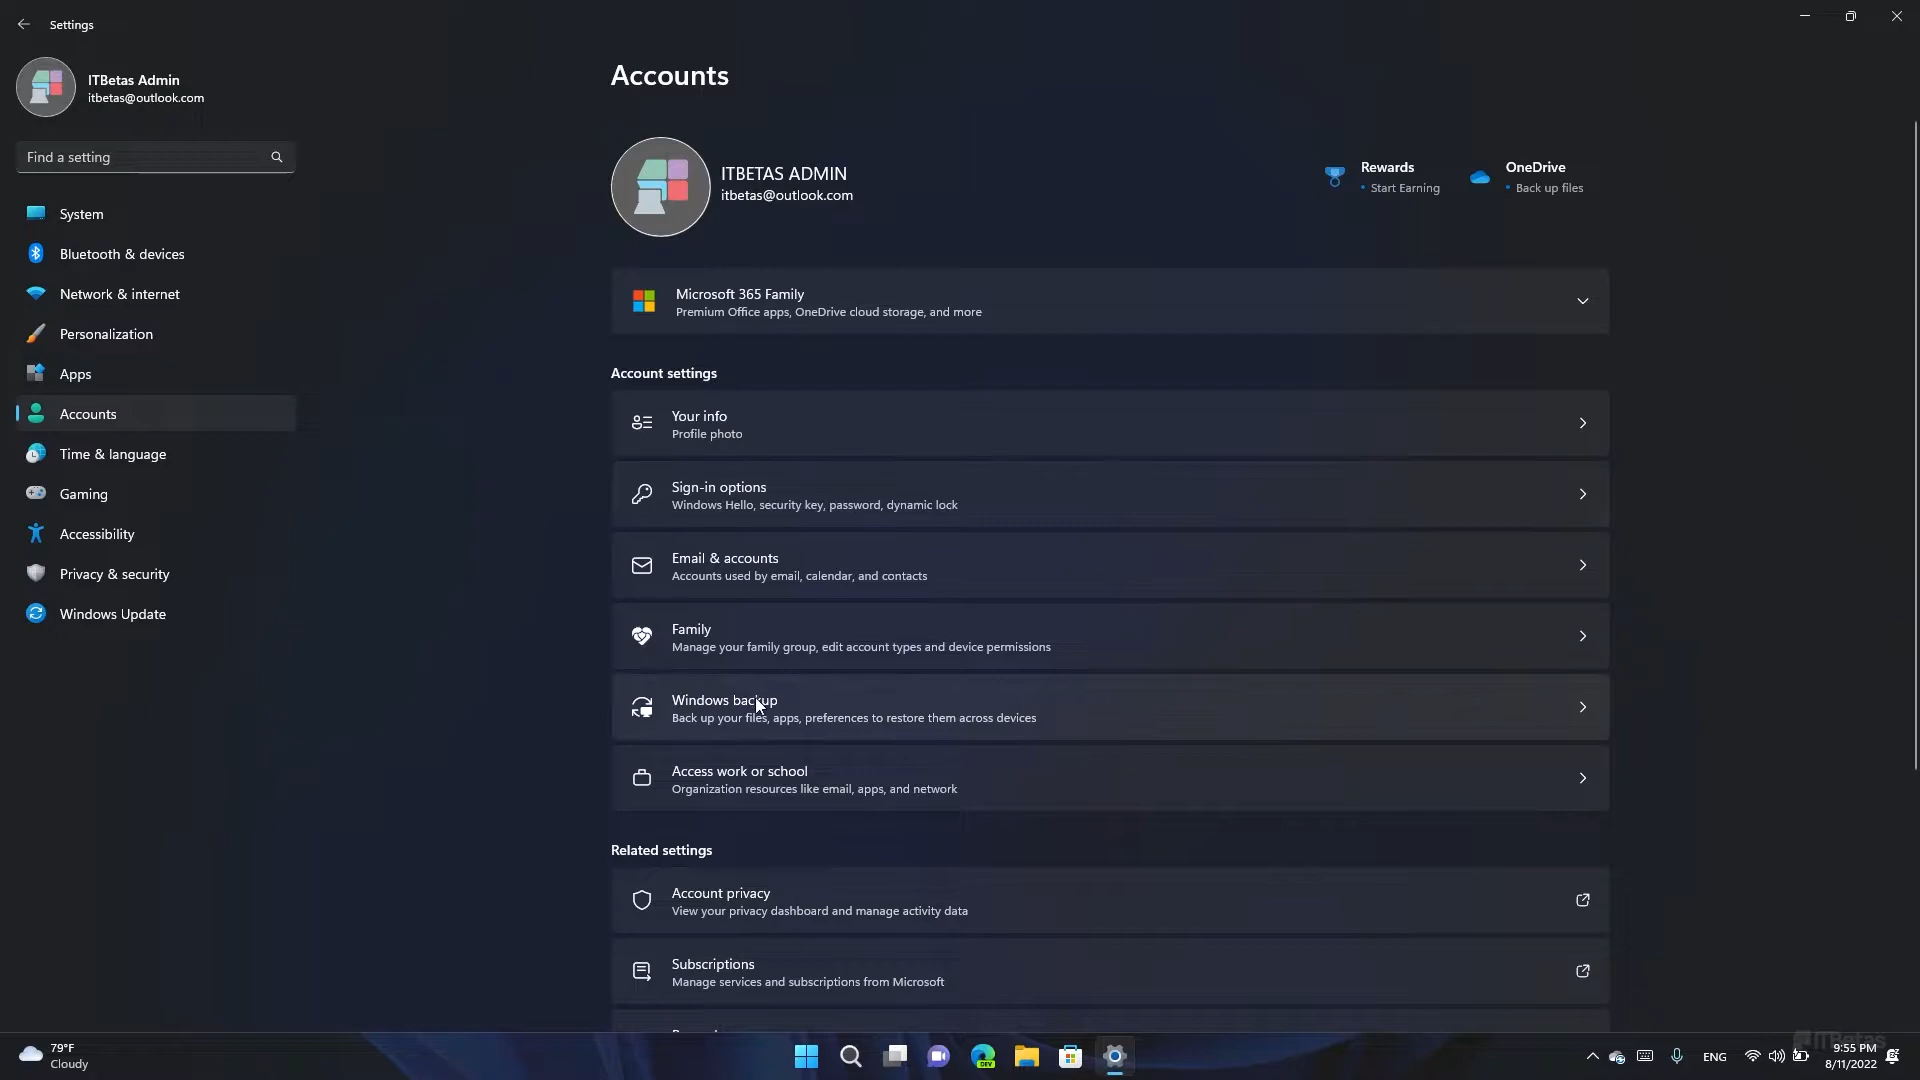 Settings
ITBetas Admin
itbetas@outlook.com
Find a setting
System
Bluetooth & devices
Network & internet
Personalization
Apps
Accounts
Time & language
Gaming
Accessibility
Privacy & security
Windows Update
Accounts
ITBETAS ADMIN
itbetas@outlook.com
Rewards
• Start Earning
OneDrive
• Back up files
Microsoft 365 Family
Premium Office apps, OneDrive cloud storage, and more
Account settings
Your info
Profile photo
Sign-in options
Windows Hello, security key, password, dynamic lock
Email & accounts
Accounts used by email, calendar, and contacts
Family
Manage your family group, edit account types and device permissions
Windows backup
Back up your files, apps, preferences to restore them across devices
Access work or school
Organization resources like email, apps, and network
Related settings
Account privacy
View your privacy dashboard and manage activity data
Subscriptions
Manage services and subscriptions from Microsoft
79°F
Cloudy
DEV
ENG
ITBetas
9:55 PM
8/11/2022